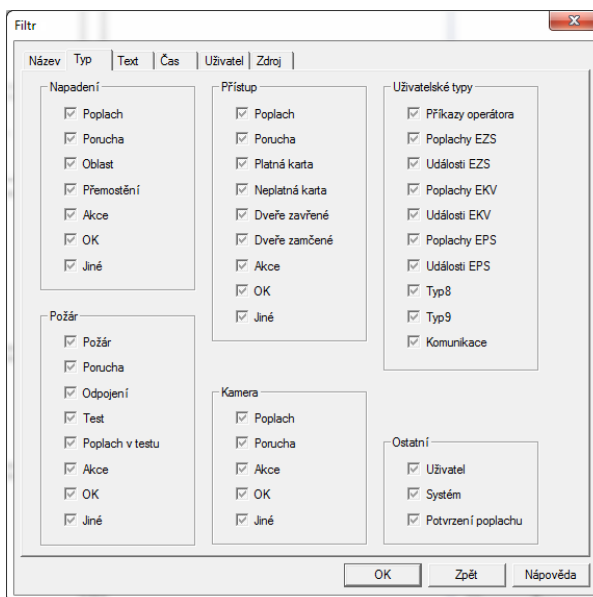 Filtr
Název Typ Text Čas Uživatel Zdroj
Napadení
Poplach
Porucha
Oblast
Přemostění
Akce
OK
Jiné
Požár
Požár
Porucha
Odpojení
Test
Poplach v testu
Akce
OK
Jiné
Přístup
Poplach
Porucha
Platná karta
Neplatná karta
Dveře zavřené
Dveře zamčené
Akce
OK
Jiné
Kamera
Poplach
Porucha
Akce
OK
Jiné
Uživatelské typy
Příkazy operátora
Poplachy EZS
Události EZS
Poplachy EKV
Události EKV
Poplachy EPS
Události EPS
Typ8
Typ9
Komunikace
Ostatní
Uživatel
Systém
Potvrzení poplachu
OK Zpět Nápověda